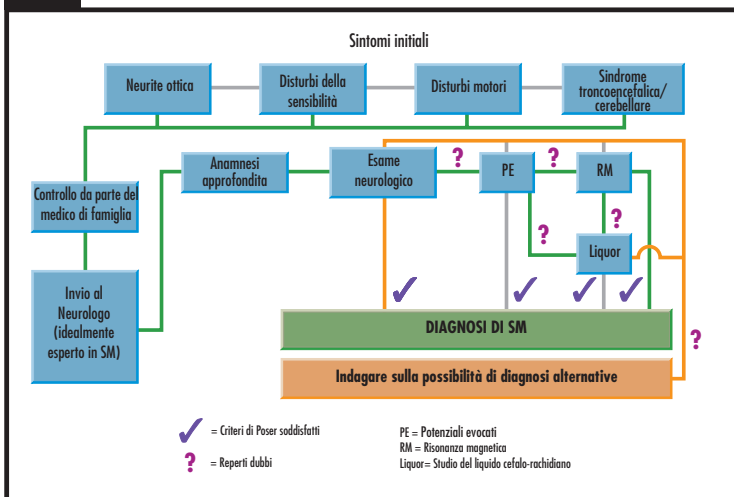 Sintomi initiali
Neurite ottica
Disturbi della
sensibilità
Disturbi motori
Sindrome
troncoencefalica/
cerebellare
Controllo da parte del
medico di famiglia
Anamnesi
approfondita
Esame
neurologico
?
PE
?
RM
?
?
Liquor
Invio al
Neurologo
(idealmente
esperto in SM)
DIAGNOSI DI SM
?
Indagare sulla possibilità di diagnosi alternative
= Criteri di Poser soddisfatti
? = Reperti dubbi
PE = Potenziali evocati
RM = Risonanza magnetica
Liquor= Studio del liquido cefalo-rachidiano